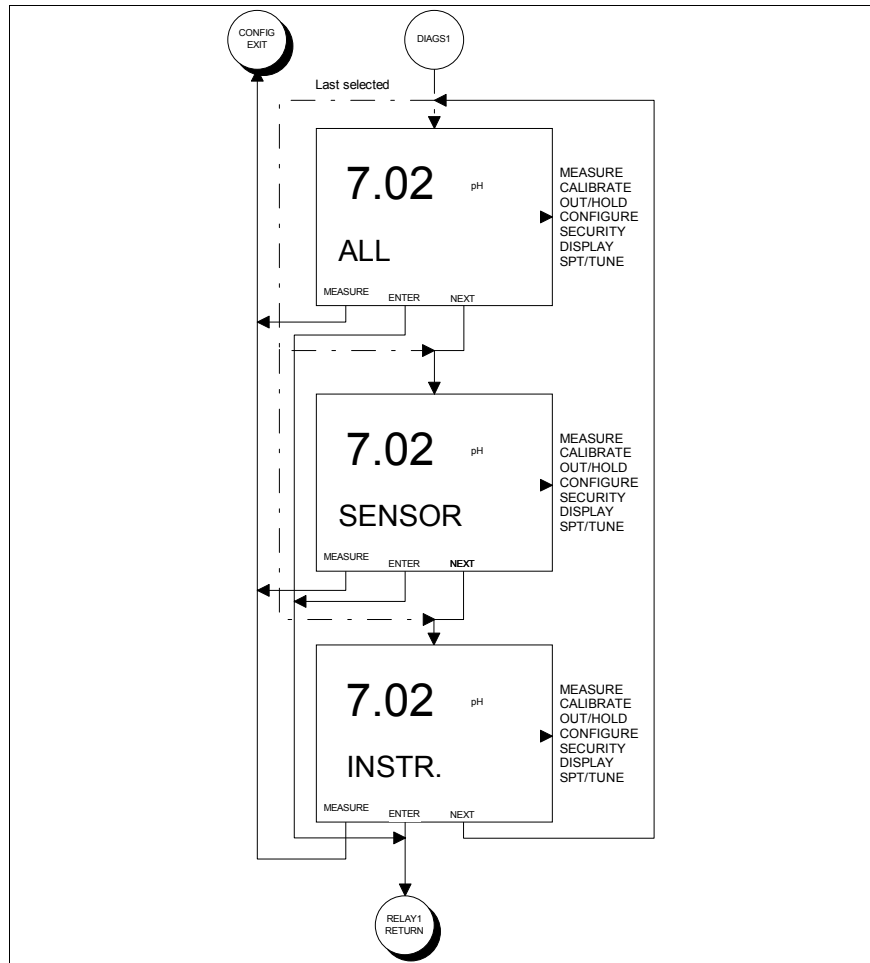 CONFIG
EXIT
DIAGS1
Last selected
7.02 pH
ALL
MEASURE ENTER NEXT
MEASURE
CALIBRATE
OUT/HOLD
CONFIGURE
SECURITY
DISPLAY
SPT/TUNE
7.02 pH
SENSOR
MEASURE ENTER NEXT
MEASURE
CALIBRATE
OUT/HOLD
CONFIGURE
SECURITY
DISPLAY
SPT/TUNE
7.02 pH
INSTR.
MEASURE ENTER NEXT
MEASURE
CALIBRATE
OUT/HOLD
CONFIGURE
SECURITY
DISPLAY
SPT/TUNE
RELAY1
RETURN